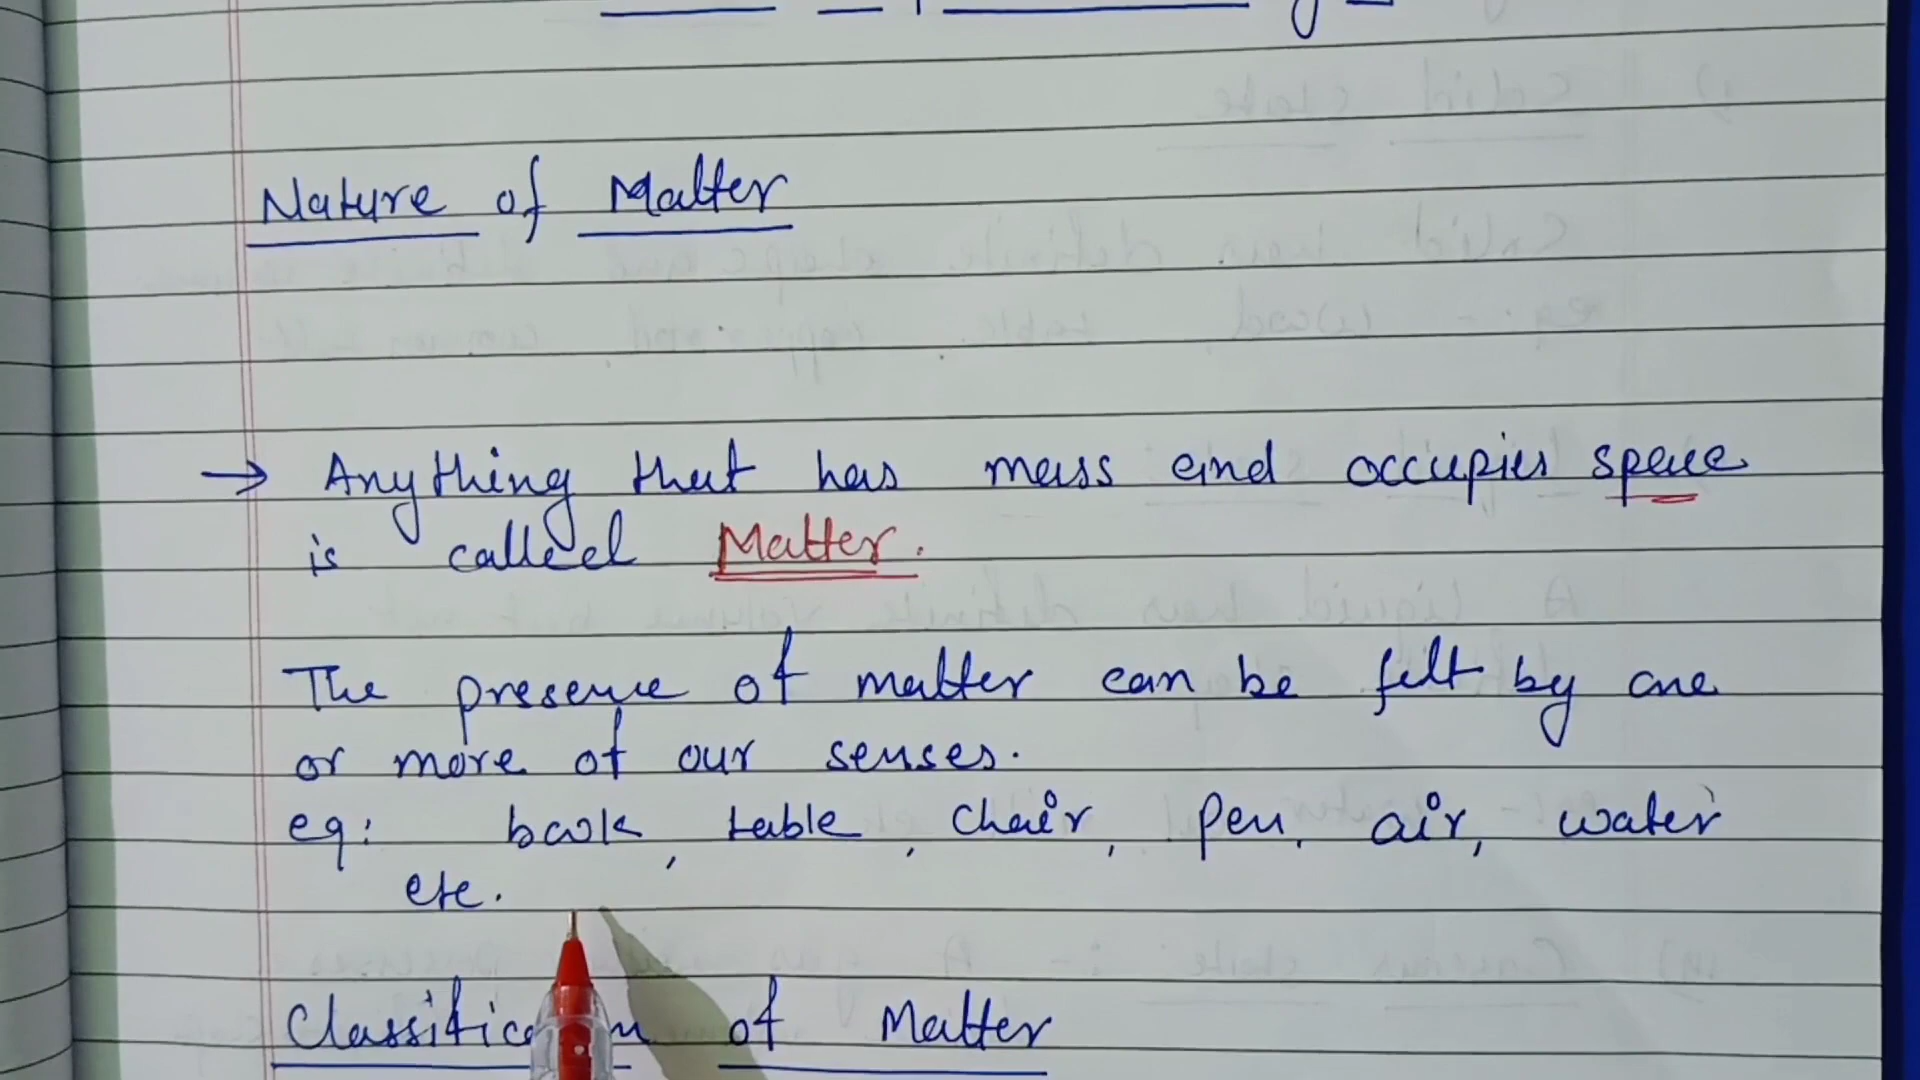 Nature of Matter
→ Anything that has mass and occupies space
is called Matter.
The presence of matter can be felt by one
or more of our senses.
eg: book, table, chair, pen, air, water
etc.
of Matter